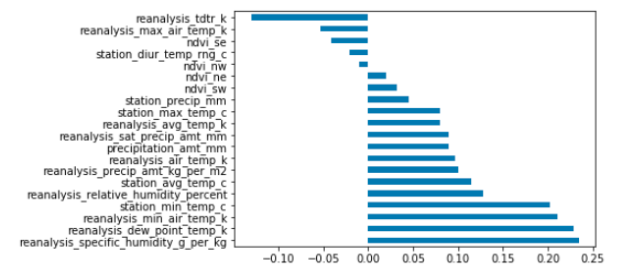 reanalysis_tdtr_k
reanalysis_max_air_temp_k
ndvi_se
station_diur_temp_rng_c
ndvi_nw
ndvi_ne
ndvi_sw
station_precip_mm
station_max_temp_c
reanalysis_avg_temp_k
reanalysis_sat_precip_amt_mm
precipitation_amt_mm
reanalysis_air_temp_k
reanalysis_precip_amt_kg_per_m2
station_avg_temp_c
reanalysis_relative_humidity_percent
station_min_temp_c
reanalysis_min_air_temp_k
reanalysis_dew_point_temp_k
reanalysis_specific_humidity_g_per_kg
−0.10 −0.05 0.00 0.05 0.10 0.15 0.20 0.25